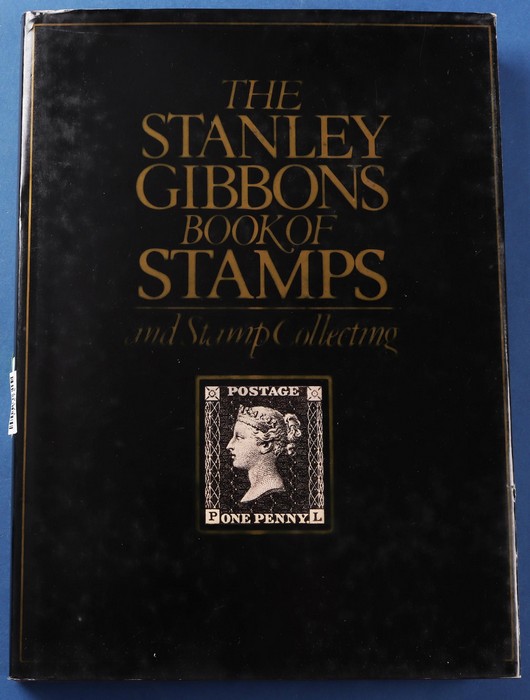 THE
STANLEY
GIBBONS
BOOK OF
STAMPS
and Stamp Collecting
POSTAGE
P ONE PENNY. L